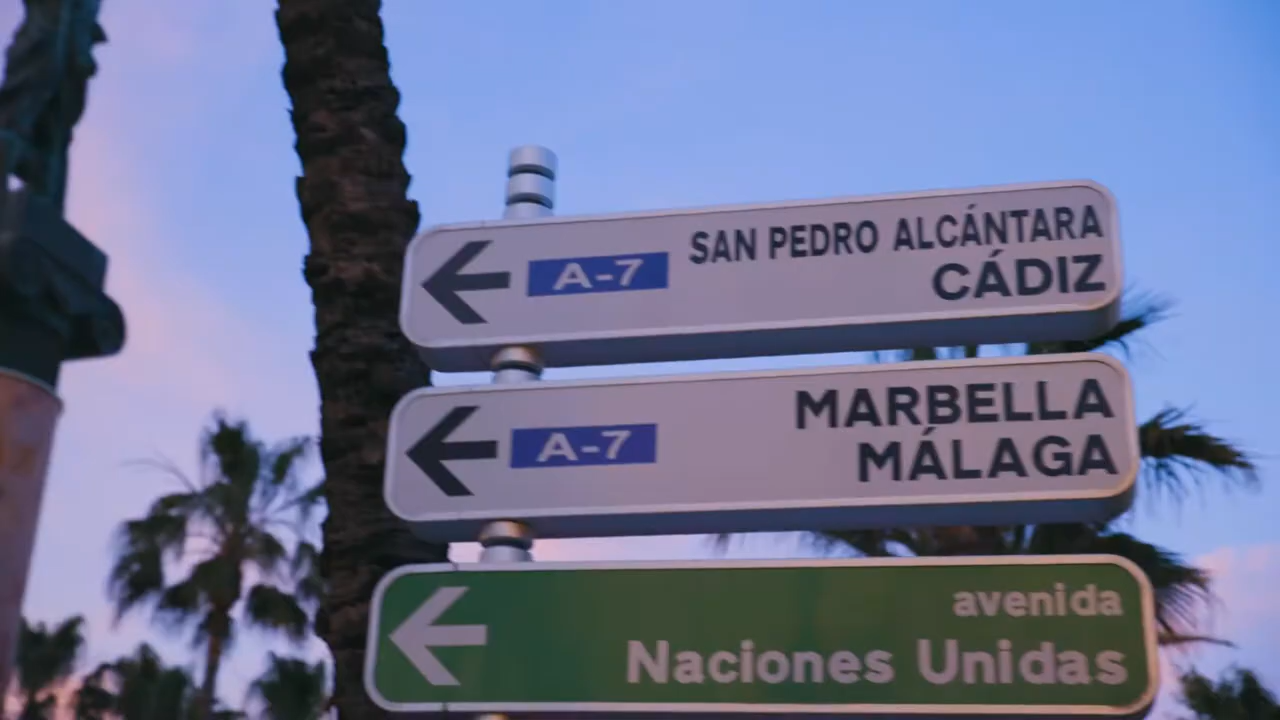 A-7
SAN PEDRO ALCÁNTARA
CÁDIZ
A-7
MARBELLA
MÁLAGA
avenida
Naciones Unidas